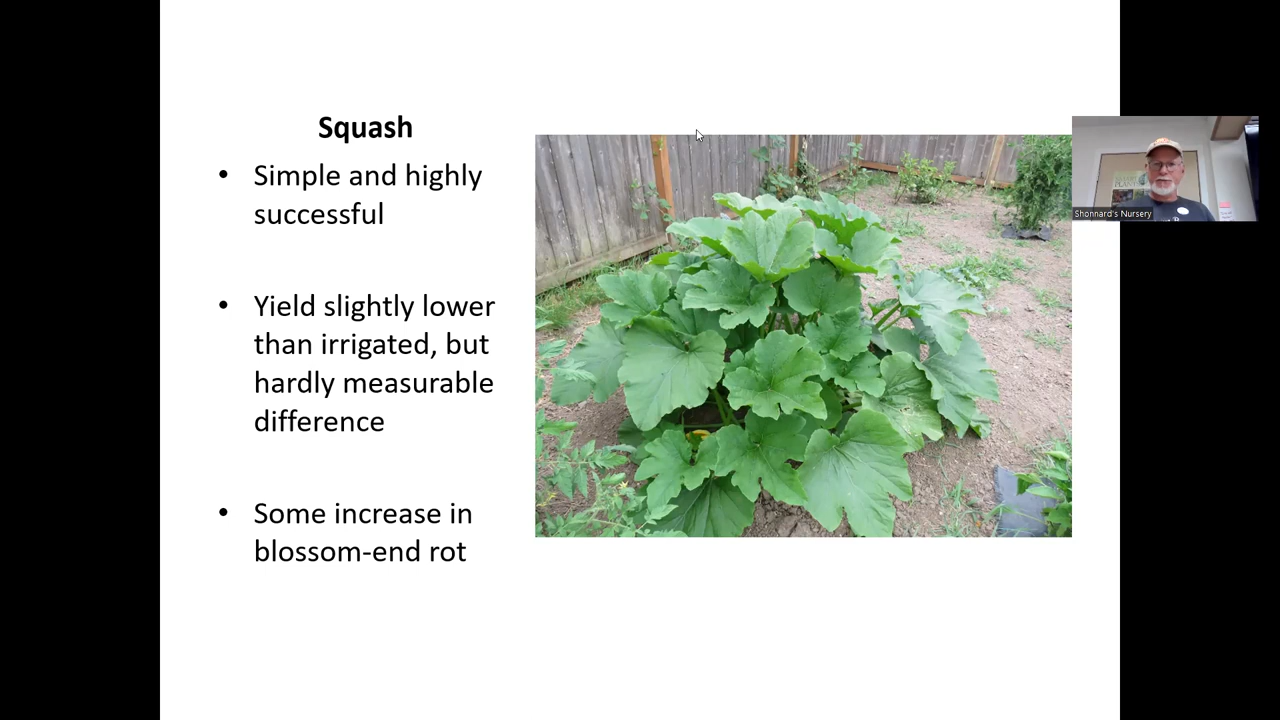 Squash
• Simple and highly
successful
• Yield slightly lower
than irrigated, but
hardly measurable
difference
• Some increase in
blossom-end rot
Shonnard's Nursery